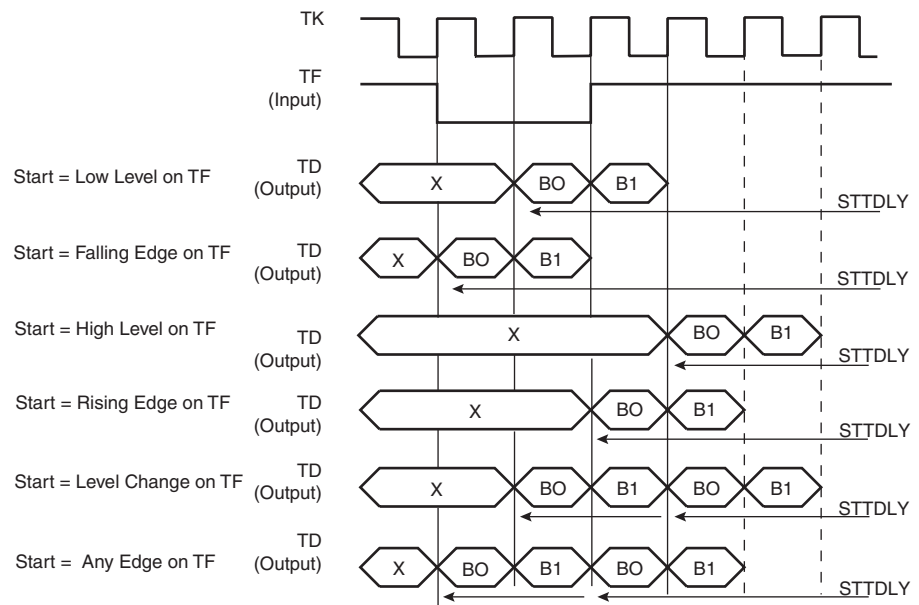 TK
TF
(Input)
Start = Low Level on TF
TD
(Output)
X
BO
B1
STTDLY
Start = Falling Edge on TF
TD
(Output)
X
BO
B1
STTDLY
Start = High Level on TF
TD
(Output)
X
BO
B1
STTDLY
Start = Rising Edge on TF
TD
(Output)
X
BO
B1
STTDLY
Start = Level Change on TF
TD
(Output)
X
BO
B1
BO
B1
STTDLY
Start = Any Edge on TF
TD
(Output)
X
BO
B1
BO
B1
STTDLY